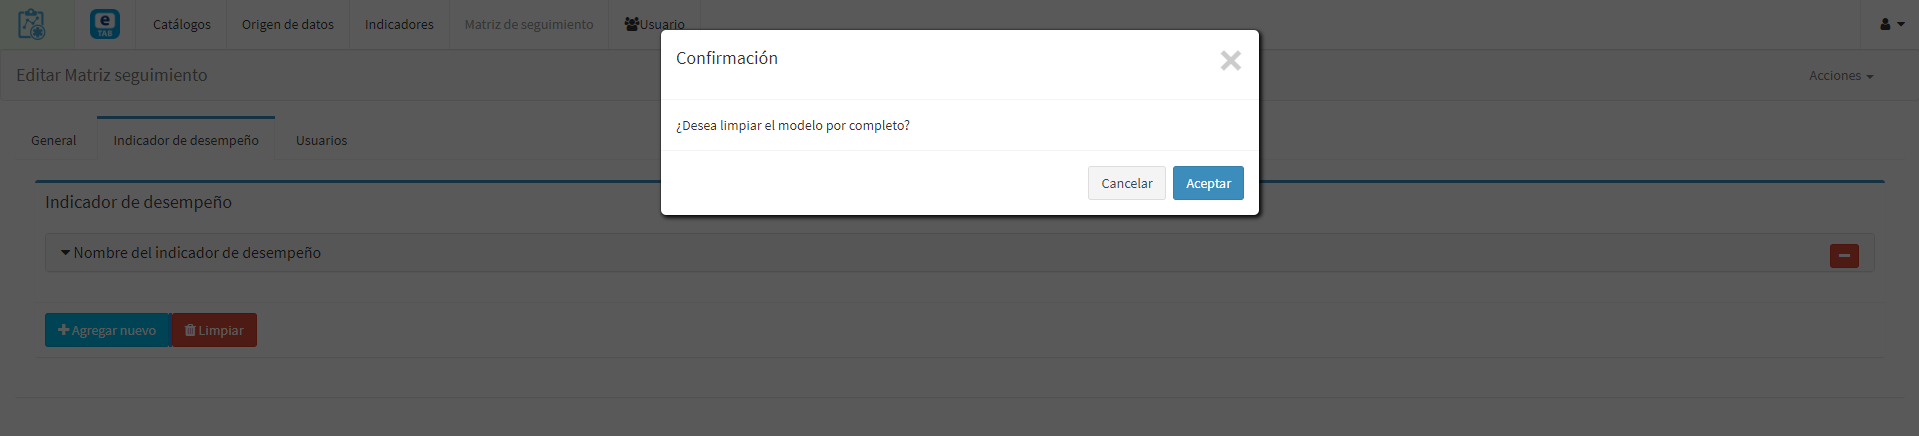 e TAB Catálogos Origen de datos Indicadores Matriz de seguimiento Usuario
Confirmación
Editar Matriz seguimiento Acciones
¿Desea limpiar el modelo por completo?
General Indicador de desempeño Usuarios
Cancelar Aceptar
Indicador de desempeño
Nombre del indicador de desempeño
Agregar nuevo Limpiar